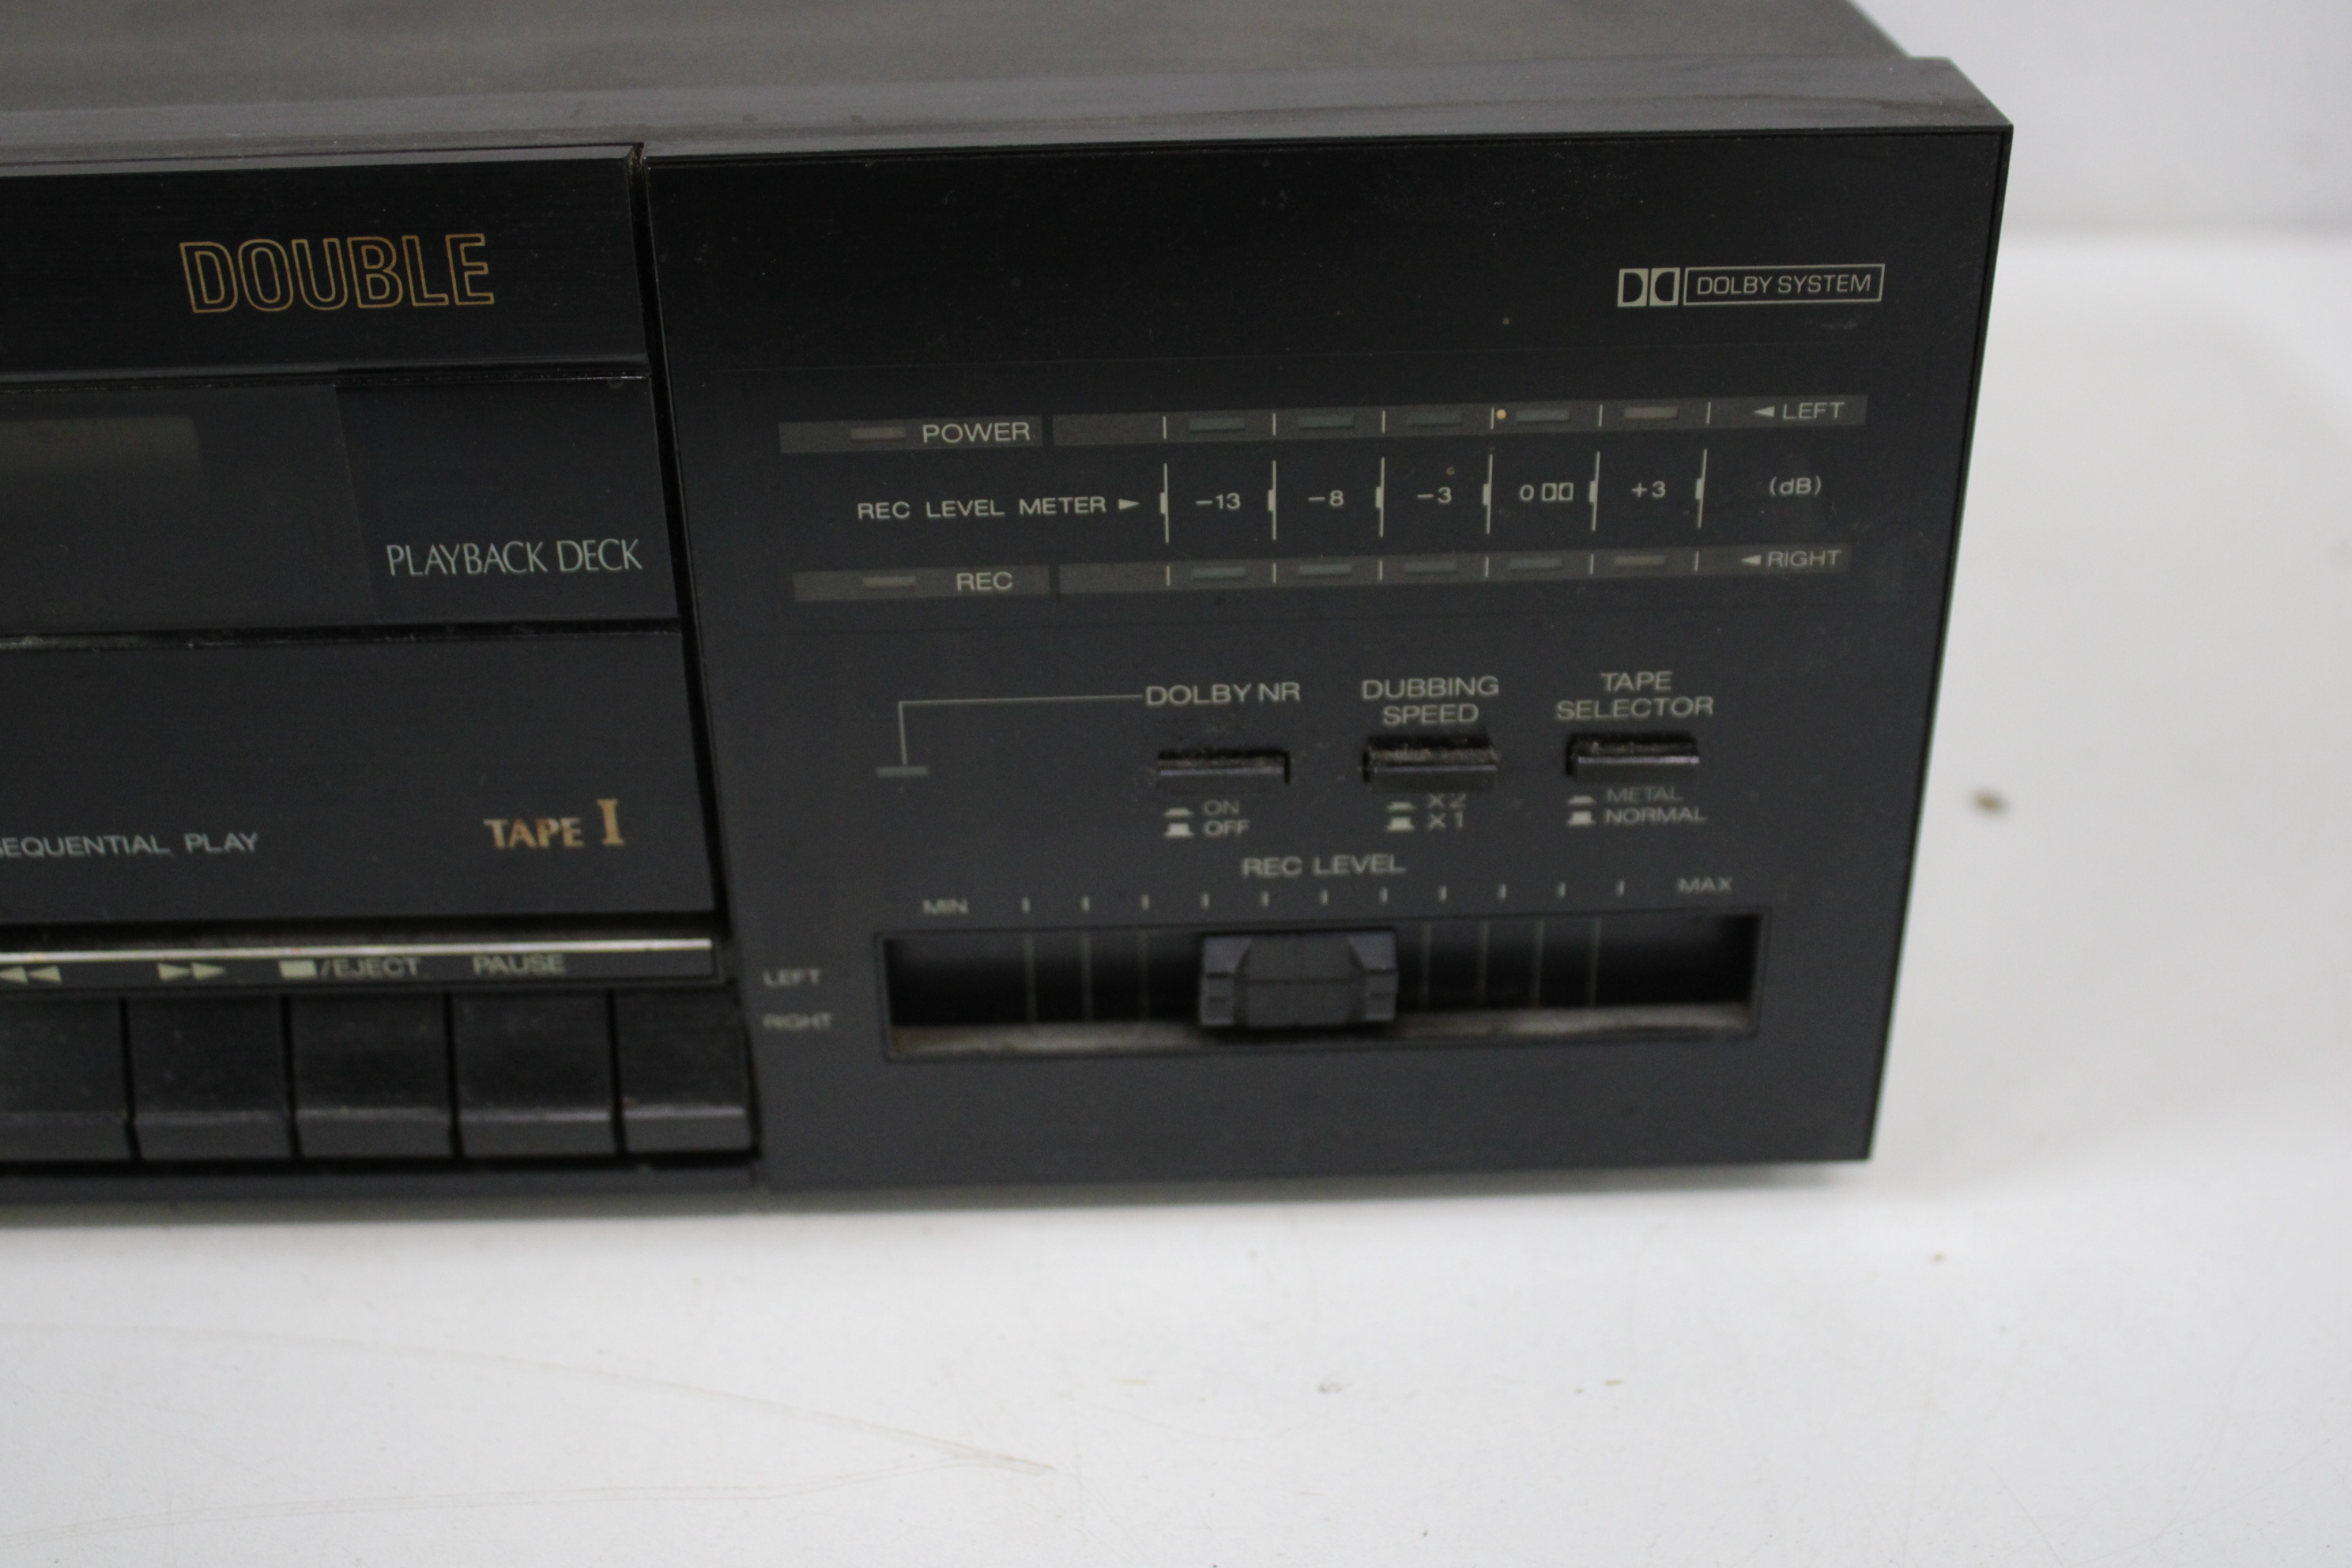 DOUBLE
PLAYBACK DECK
SEQUENTIAL PLAY
TAPE I
/EJECT PAUSE
DOLBY SYSTEM
POWER ◄ LEFT
REC LEVEL METER ► -13 -8 -3 0 +3 (dB)
REC ◄ RIGHT
DOLBY NR
ON
OFF
DUBBING
SPEED
X2
X1
TAPE
SELECTOR
METAL
NORMAL
REC LEVEL
MIN MAX
LEFT
RIGHT